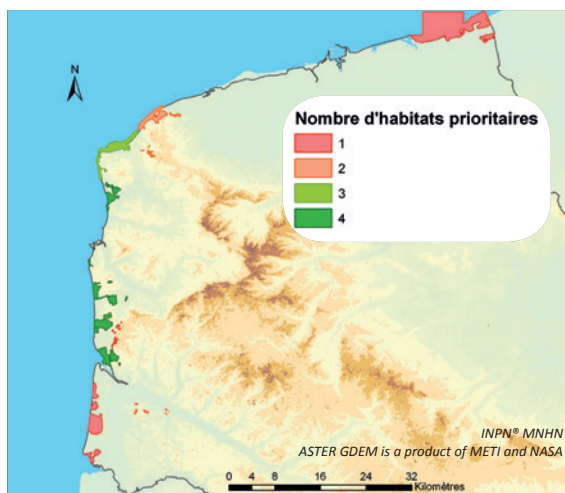 N
Nombre d'habitats prioritaires
1
2
3
4
INPN® MNHN
ASTER GDEM is a product of METI and NASA
0 4 8 16 24 32
Kilomètres